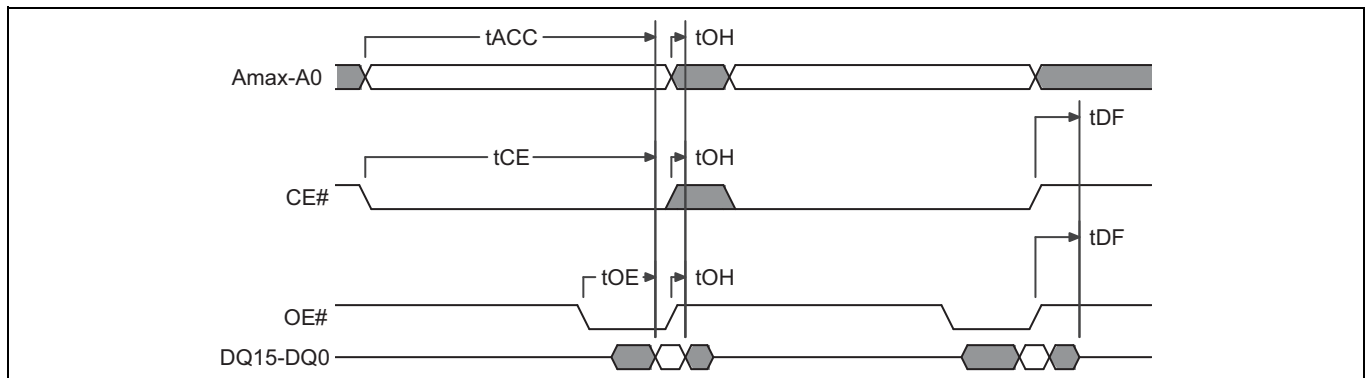 tACC tOH
Amax-A0
tDF
tCE tOH
CE#
tDF
tOE tOH
OE#
DQ15-DQ0